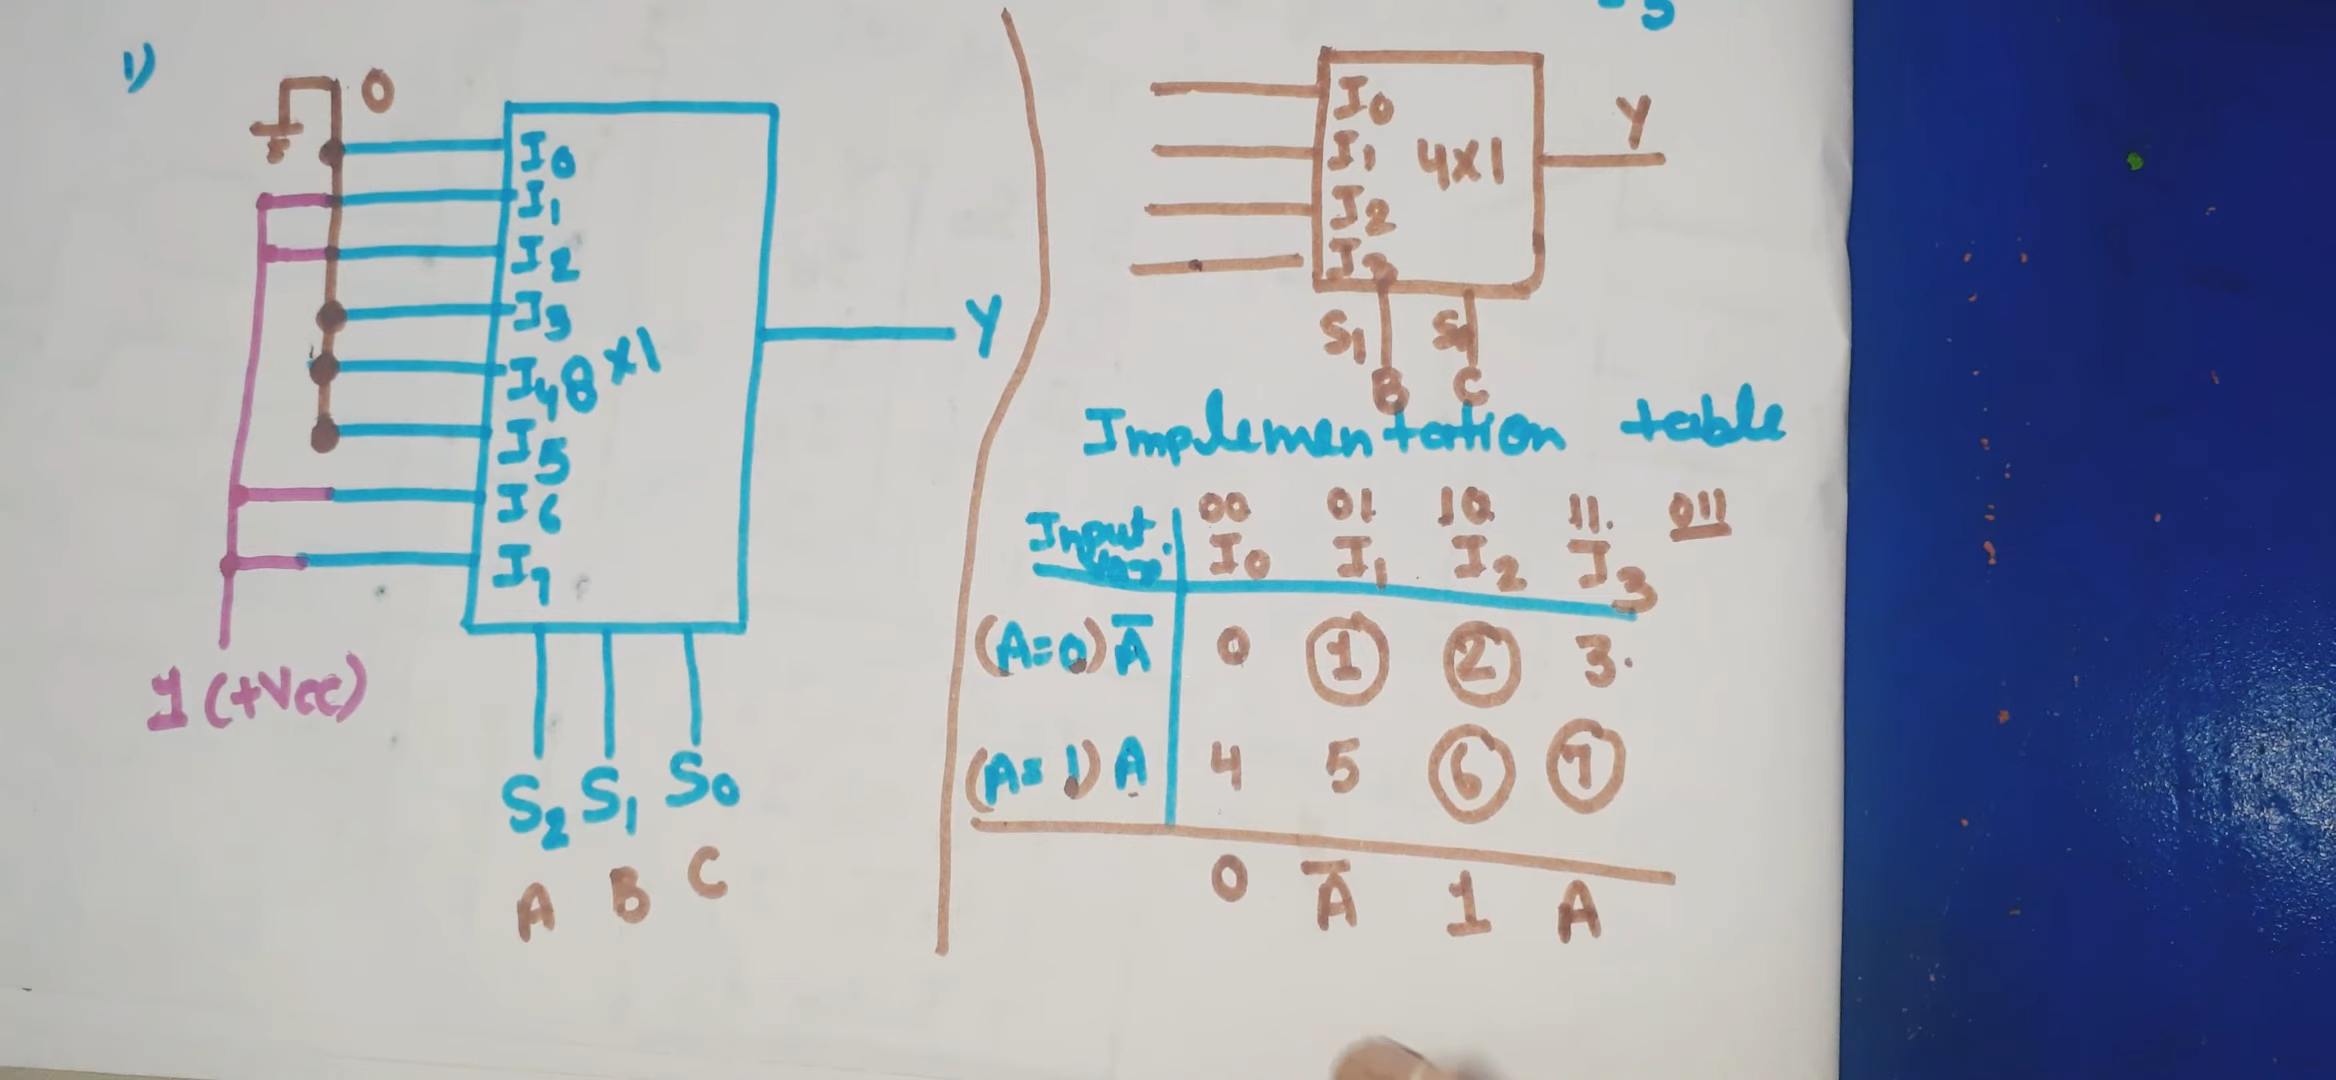 1)
0
I0
I1
I2
I3
I4 8x1
I5
I6
I7
Y
1 (+Vcc)
S2 S1 S0
A B C
I0
I1 4x1
I2
I3
Y
S1
B C
Implementation table
00 01 10 11. 011
Input I0 I1 I2 I3
(A=0) A̅ 0 1 2 3.
(A=1) A 4 5 6 7
0 A̅ 1 A